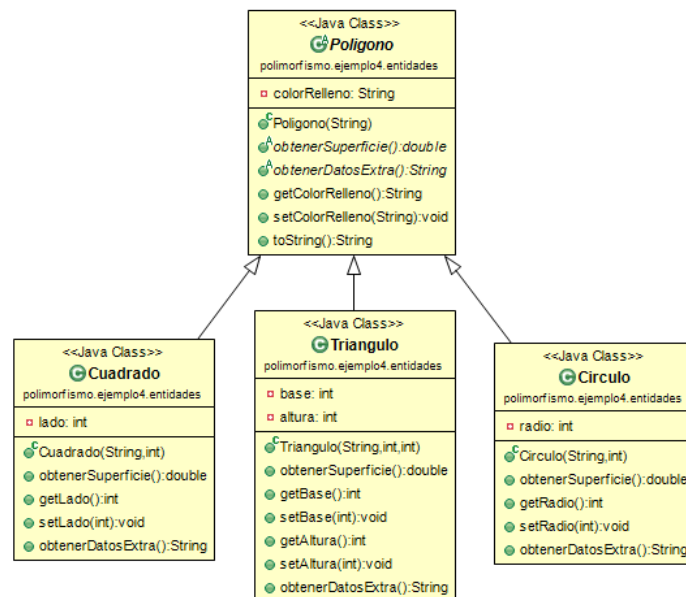 <<Java Class>>
Poligono
polimorfismo.ejemplo4.entidades
colorRelleno: String
Poligono(String)
obtenerSuperficie():double
obtenerDatosExtra():String
getColorRelleno():String
setColorRelleno(String):void
toString():String
<<Java Class>>
Cuadrado
polimorfismo.ejemplo4.entidades
lado: int
Cuadrado(String,int)
obtenerSuperficie():double
getLado():int
setLado(int):void
obtenerDatosExtra():String
<<Java Class>>
Triangulo
polimorfismo.ejemplo4.entidades
base: int
altura: int
Triangulo(String,int,int)
obtenerSuperficie():double
getBase():int
setBase(int):void
getAltura():int
setAltura(int):void
obtenerDatosExtra():String
<<Java Class>>
Circulo
polimorfismo.ejemplo4.entidades
radio: int
Circulo(String,int)
obtenerSuperficie():double
getRadio():int
setRadio(int):void
obtenerDatosExtra():String